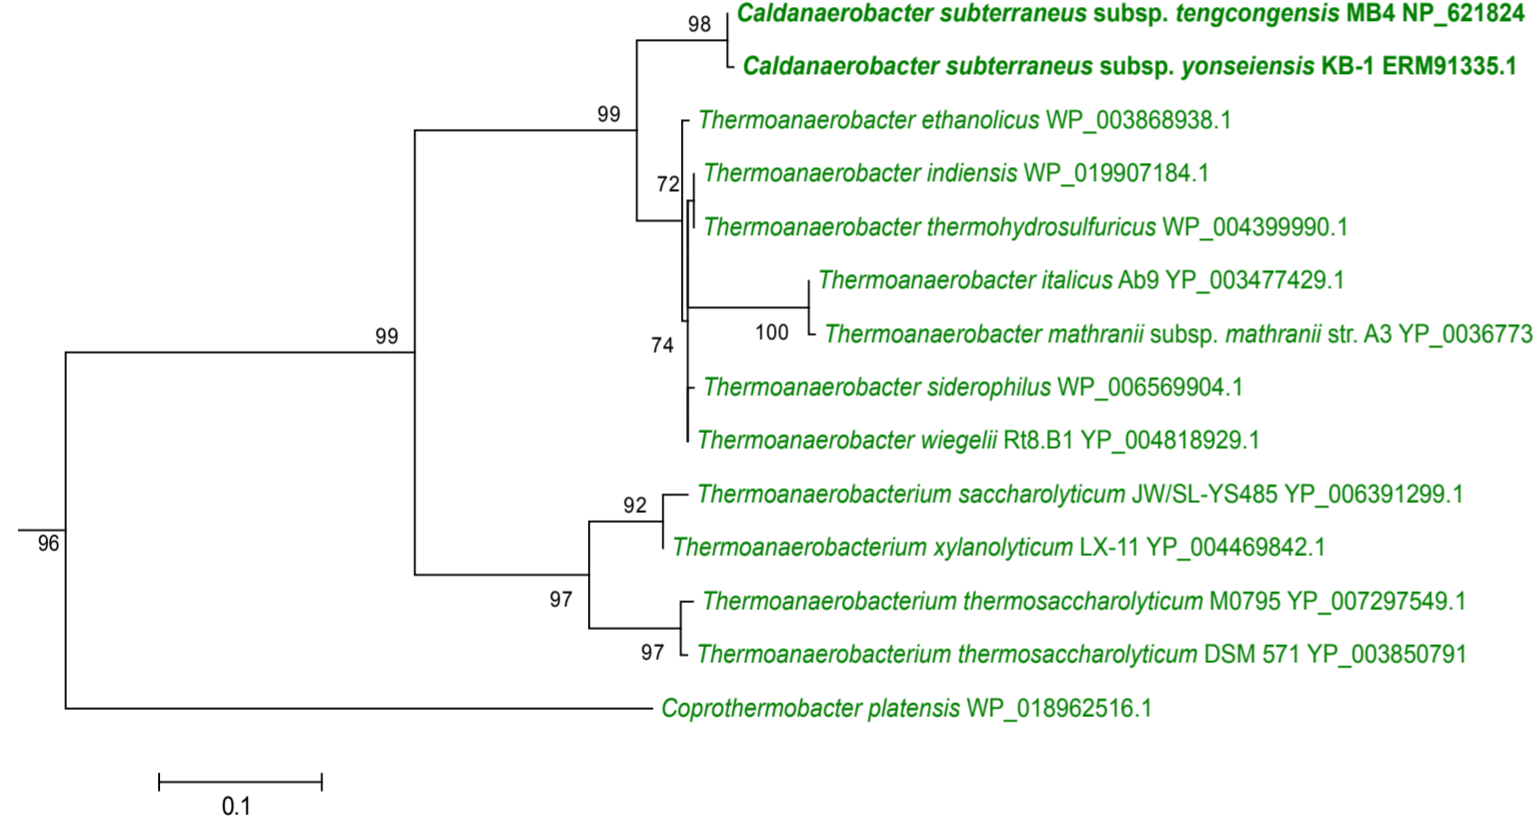 98
Caldanaerobacter subterraneus subsp. tengcongensis MB4 NP_621824
Caldanaerobacter subterraneus subsp. yonseiensis KB-1 ERM91335.1
99
Thermoanaerobacter ethanolicus WP_003868938.1
Thermoanaerobacter indiensis WP_019907184.1
72
Thermoanaerobacter thermohydrosulfuricus WP_004399990.1
Thermoanaerobacter italicus Ab9 YP_003477429.1
100
Thermoanaerobacter mathranii subsp. mathranii str. A3 YP_0036773
99
74
Thermoanaerobacter siderophilus WP_006569904.1
Thermoanaerobacter wiegelii Rt8.B1 YP_004818929.1
Thermoanaerobacterium saccharolyticum JW/SL-YS485 YP_006391299.1
92
Thermoanaerobacterium xylanolyticum LX-11 YP_004469842.1
96
97
Thermoanaerobacterium thermosaccharolyticum M0795 YP_007297549.1
97
Thermoanaerobacterium thermosaccharolyticum DSM 571 YP_003850791
Coprothermobacter platensis WP_018962516.1
0.1